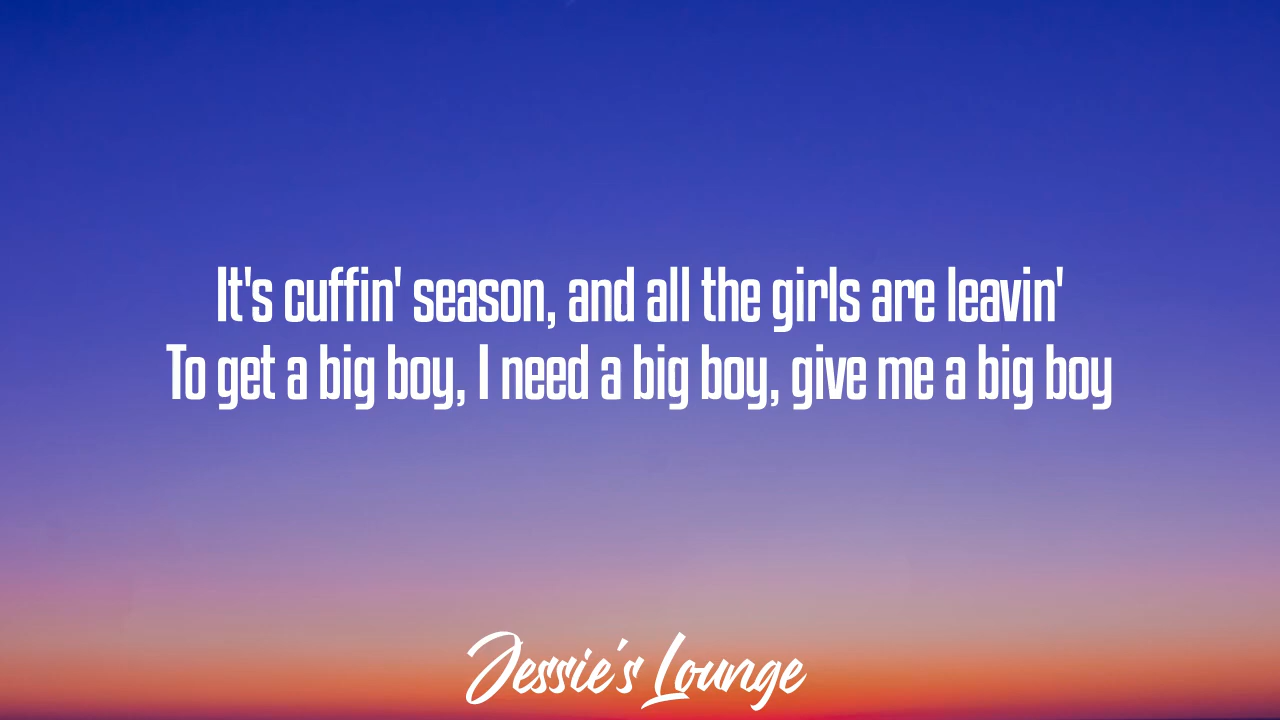 It's cuffin' season, and all the girls are leavin'
To get a big boy, I need a big boy, give me a big boy
Jessie's Lounge